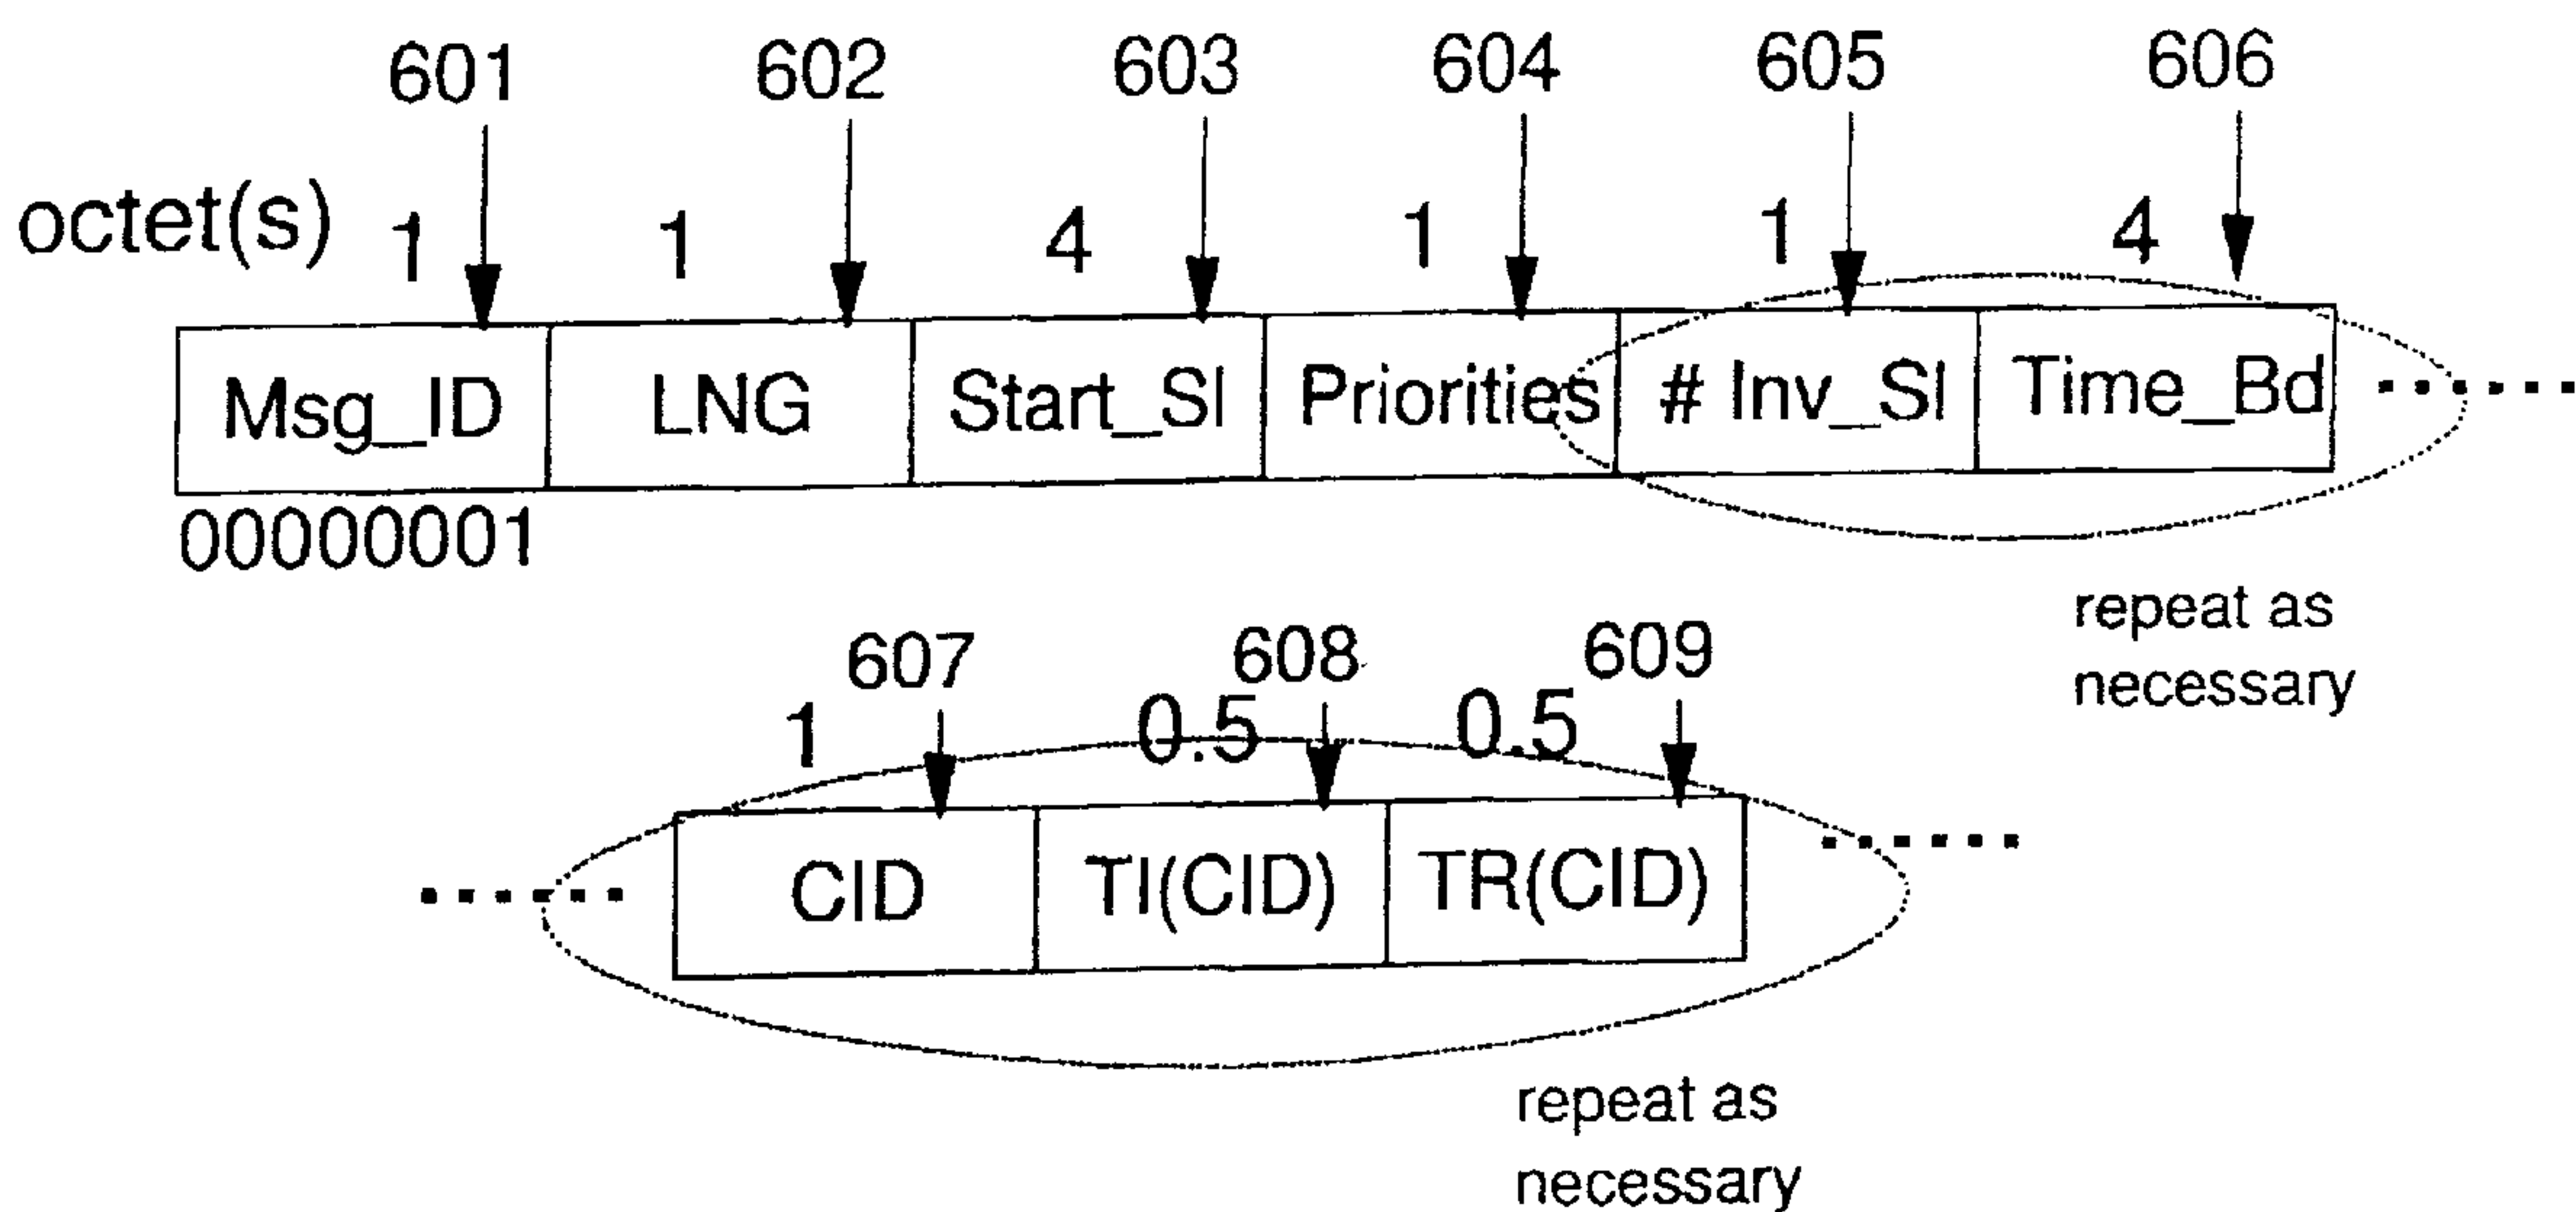 601 602 603 604 605 606
octet(s) 1 1 4 1 1 4
Msg_ID LNG Start_SI Priorities # Inv_SI Time_Bd
00000001
repeat as
necessary
607 608 609
1 0.5 0.5
CID TI(CID) TR(CID)
repeat as
necessary